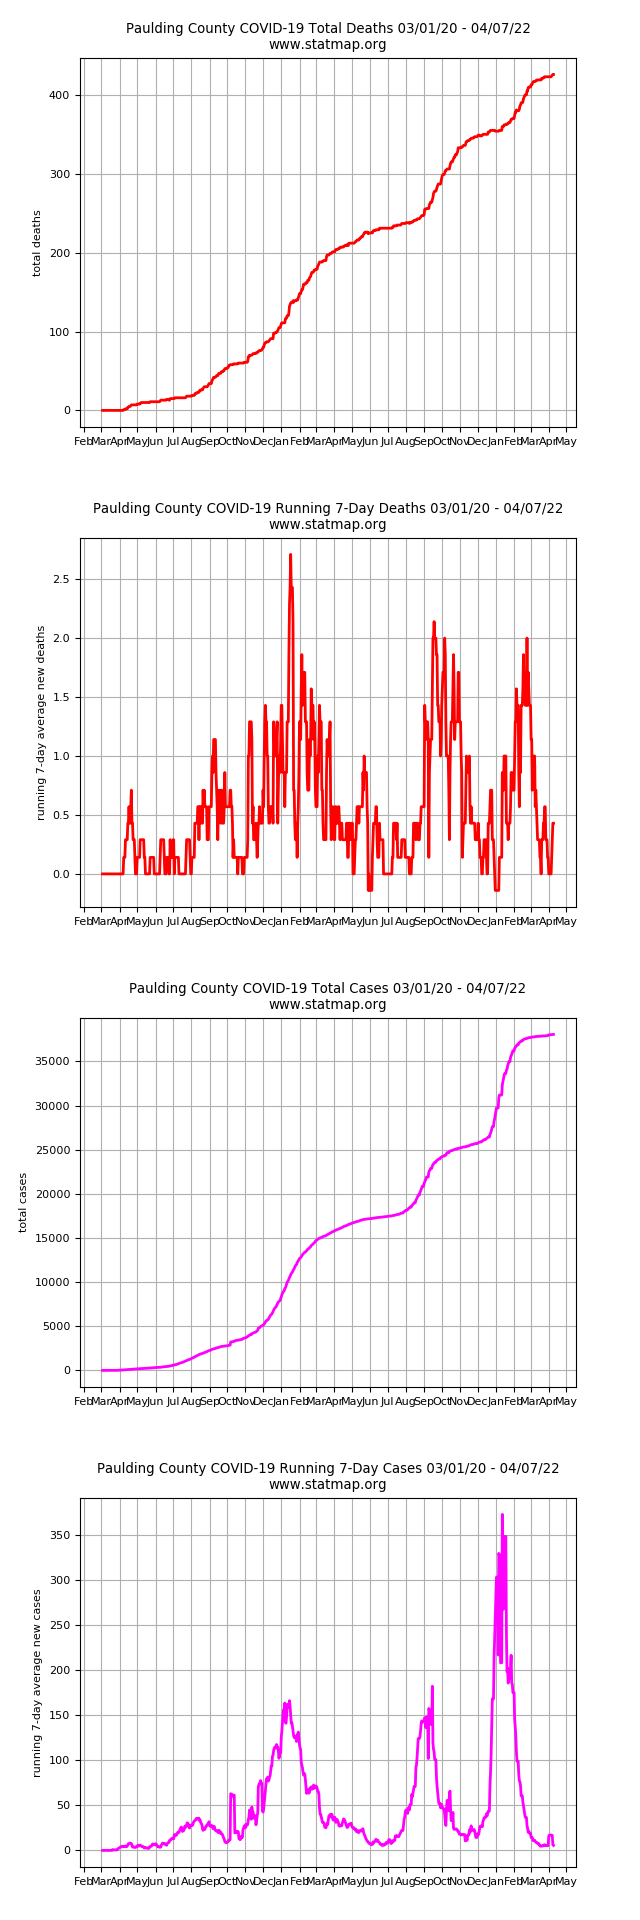 Paulding County COVID-19 Total Deaths 03/01/20 - 04/07/22
www.statmap.org
400
300
200
100
0
total deaths
Feb Mar Apr May Jun Jul Aug Sep Oct Nov Dec Jan Feb Mar Apr May Jun Jul Aug Sep Oct Nov Dec Jan Feb Mar Apr May
Paulding County COVID-19 Running 7-Day Deaths 03/01/20 - 04/07/22
www.statmap.org
2.5
2.0
1.5
1.0
0.5
0.0
running 7-day average new deaths
Feb Mar Apr May Jun Jul Aug Sep Oct Nov Dec Jan Feb Mar Apr May Jun Jul Aug Sep Oct Nov Dec Jan Feb Mar Apr May
Paulding County COVID-19 Total Cases 03/01/20 - 04/07/22
www.statmap.org
35000
30000
25000
20000
15000
10000
5000
0
total cases
Feb Mar Apr May Jun Jul Aug Sep Oct Nov Dec Jan Feb Mar Apr May Jun Jul Aug Sep Oct Nov Dec Jan Feb Mar Apr May
Paulding County COVID-19 Running 7-Day Cases 03/01/20 - 04/07/22
www.statmap.org
350
300
250
200
150
100
50
0
running 7-day average new cases
Feb Mar Apr May Jun Jul Aug Sep Oct Nov Dec Jan Feb Mar Apr May Jun Jul Aug Sep Oct Nov Dec Jan Feb Mar Apr May